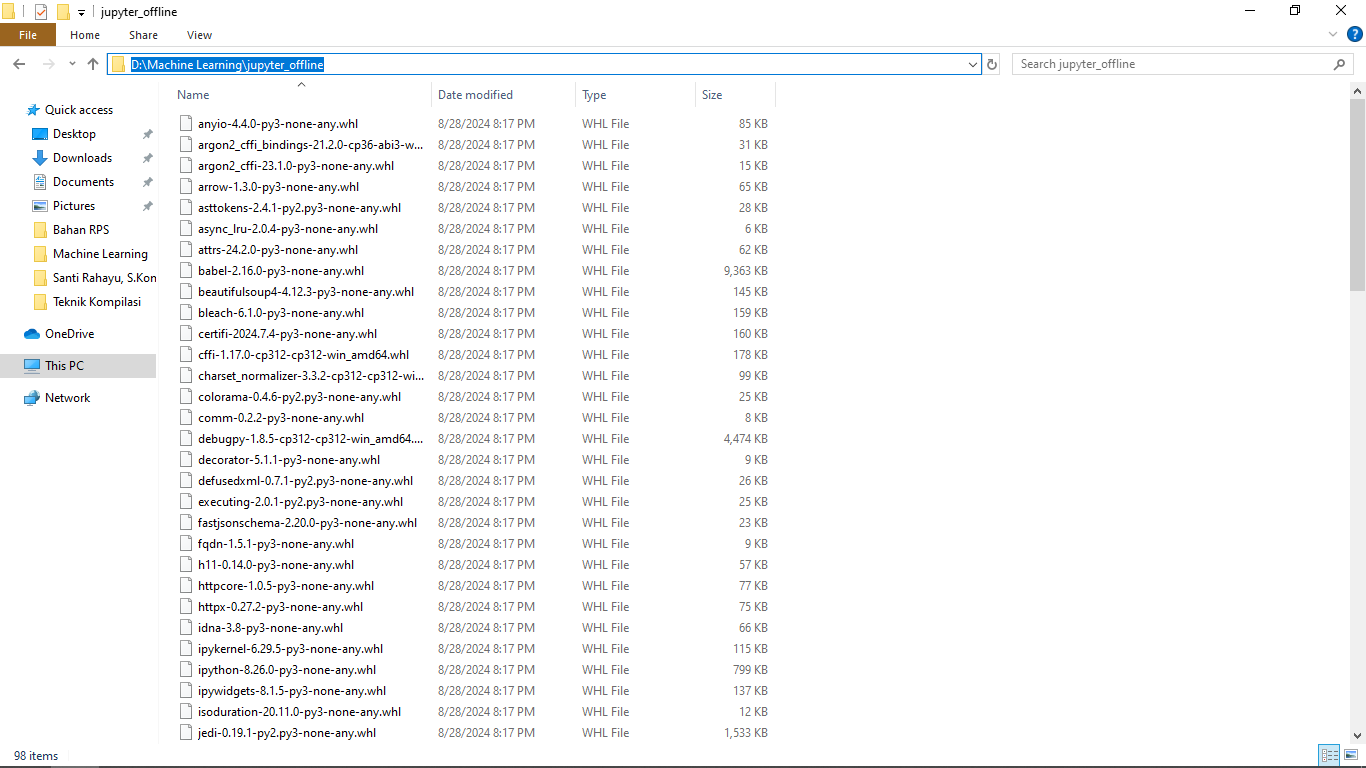 jupyter_offline
File Home Share View
D:\Machine Learning\jupyter_offline Search jupyter_offline
Name Date modified Type Size
Quick access
Desktop
Downloads
Documents
Pictures
Bahan RPS
Machine Learning
Santi Rahayu, S.Kon
Teknik Kompilasi
OneDrive
This PC
Network
anyio-4.4.0-py3-none-any.whl 8/28/2024 8:17 PM WHL File 85 KB
argon2_cffi_bindings-21.2.0-cp36-abi3-w... 8/28/2024 8:17 PM WHL File 31 KB
argon2_cffi-23.1.0-py3-none-any.whl 8/28/2024 8:17 PM WHL File 15 KB
arrow-1.3.0-py3-none-any.whl 8/28/2024 8:17 PM WHL File 65 KB
asttokens-2.4.1-py2.py3-none-any.whl 8/28/2024 8:17 PM WHL File 28 KB
async_lru-2.0.4-py3-none-any.whl 8/28/2024 8:17 PM WHL File 6 KB
attrs-24.2.0-py3-none-any.whl 8/28/2024 8:17 PM WHL File 62 KB
babel-2.16.0-py3-none-any.whl 8/28/2024 8:17 PM WHL File 9,363 KB
beautifulsoup4-4.12.3-py3-none-any.whl 8/28/2024 8:17 PM WHL File 145 KB
bleach-6.1.0-py3-none-any.whl 8/28/2024 8:17 PM WHL File 159 KB
certifi-2024.7.4-py3-none-any.whl 8/28/2024 8:17 PM WHL File 160 KB
cffi-1.17.0-cp312-cp312-win_amd64.whl 8/28/2024 8:17 PM WHL File 178 KB
charset_normalizer-3.3.2-cp312-cp312-wi... 8/28/2024 8:17 PM WHL File 99 KB
colorama-0.4.6-py2.py3-none-any.whl 8/28/2024 8:17 PM WHL File 25 KB
comm-0.2.2-py3-none-any.whl 8/28/2024 8:17 PM WHL File 8 KB
debugpy-1.8.5-cp312-cp312-win_amd64.... 8/28/2024 8:17 PM WHL File 4,474 KB
decorator-5.1.1-py3-none-any.whl 8/28/2024 8:17 PM WHL File 9 KB
defusedxml-0.7.1-py2.py3-none-any.whl 8/28/2024 8:17 PM WHL File 26 KB
executing-2.0.1-py2.py3-none-any.whl 8/28/2024 8:17 PM WHL File 25 KB
fastjsonschema-2.20.0-py3-none-any.whl 8/28/2024 8:17 PM WHL File 23 KB
fqdn-1.5.1-py3-none-any.whl 8/28/2024 8:17 PM WHL File 9 KB
h11-0.14.0-py3-none-any.whl 8/28/2024 8:17 PM WHL File 57 KB
httpcore-1.0.5-py3-none-any.whl 8/28/2024 8:17 PM WHL File 77 KB
httpx-0.27.2-py3-none-any.whl 8/28/2024 8:17 PM WHL File 75 KB
idna-3.8-py3-none-any.whl 8/28/2024 8:17 PM WHL File 66 KB
ipykernel-6.29.5-py3-none-any.whl 8/28/2024 8:17 PM WHL File 115 KB
ipython-8.26.0-py3-none-any.whl 8/28/2024 8:17 PM WHL File 799 KB
ipywidgets-8.1.5-py3-none-any.whl 8/28/2024 8:17 PM WHL File 137 KB
isoduration-20.11.0-py3-none-any.whl 8/28/2024 8:17 PM WHL File 12 KB
jedi-0.19.1-py2.py3-none-any.whl 8/28/2024 8:17 PM WHL File 1,533 KB
98 items